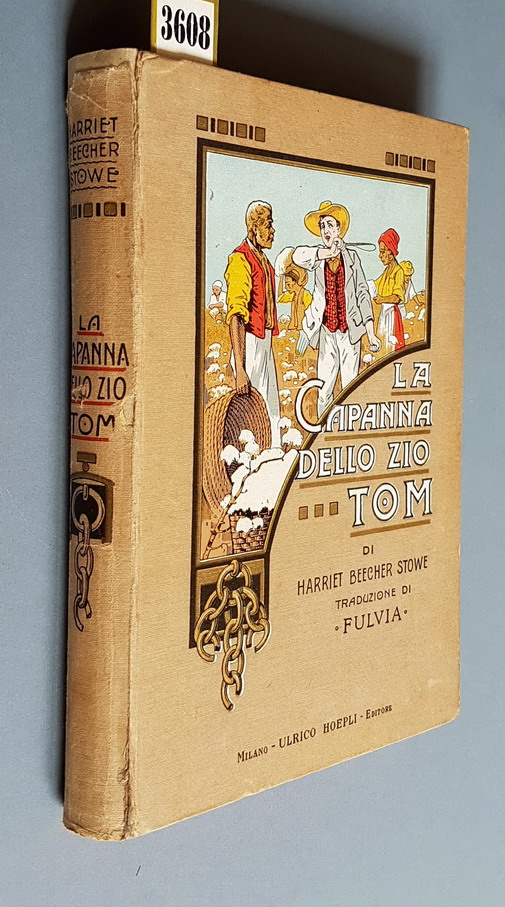 3608
HARRIET
BEECHER
STOWE
LA
CAPANNA
DELLO ZIO
TOM
LA
CAPANNA
DELLO ZIO
TOM
DI
HARRIET BEECHER STOWE
TRADUZIONE DI
• FULVIA •
MILANO - ULRICO HOEPLI - EDITORE